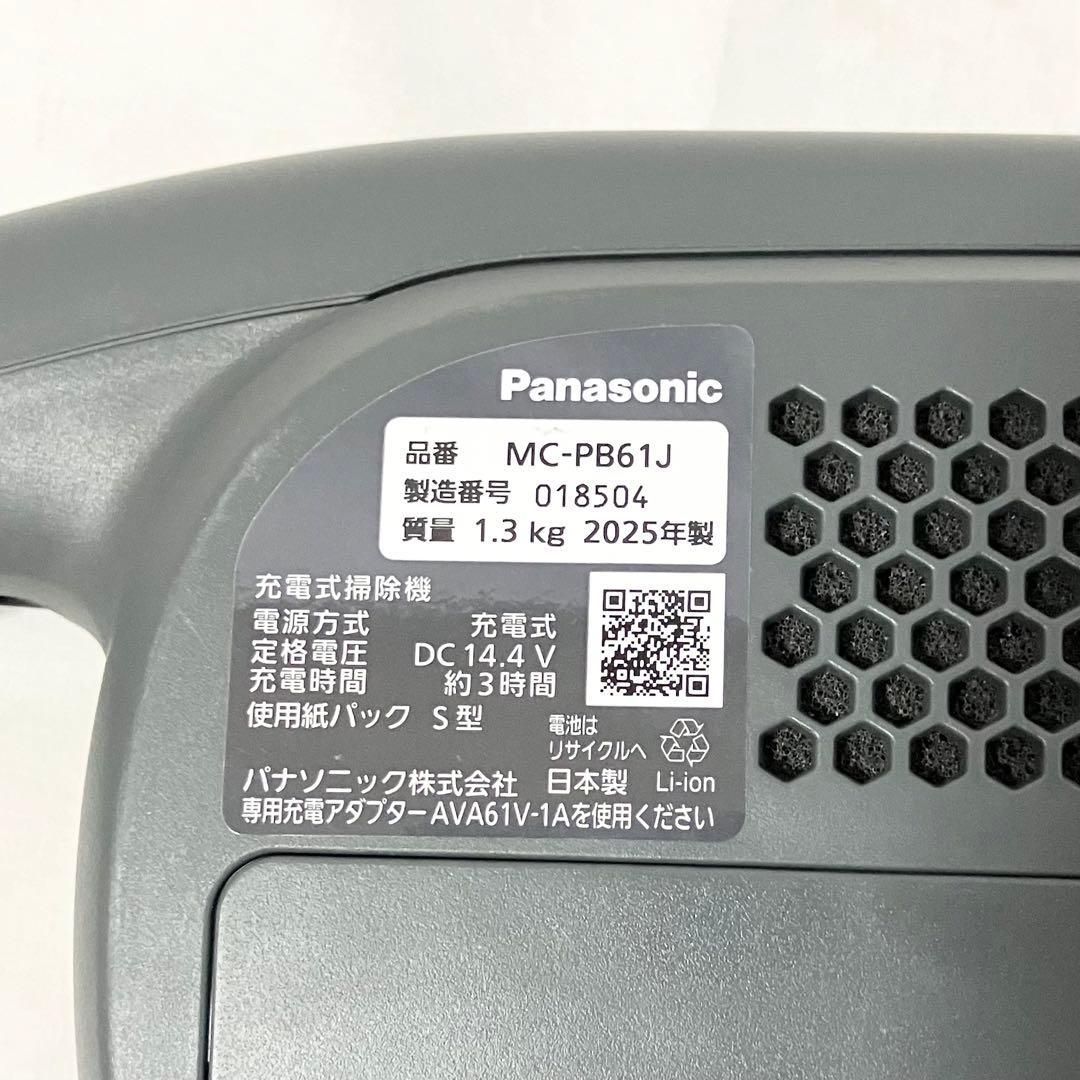 Panasonic
品番 MC-PB61J
製造番号 018504
質量 1.3 kg 2025年製
充電式掃除機
電源方式 充電式
定格電圧 DC 14.4 V
充電時間 約3時間
使用紙パック S型
電池は
リサイクルへ
パナソニック株式会社 日本製 Li-ion
専用充電アダプターAVA61V-1Aを使用ください